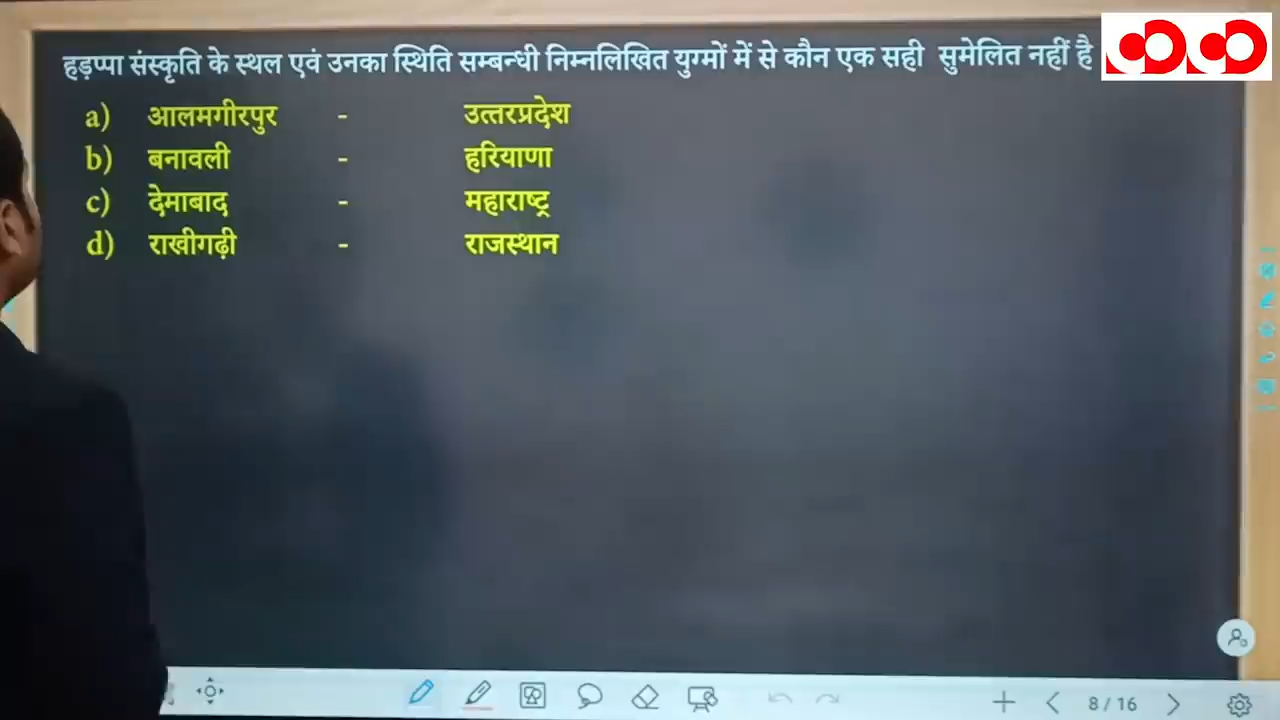 हड़प्पा संस्कृति के स्थल एवं उनका स्थिति सम्बन्धी निम्नलिखित युग्मों में से कौन एक सही सुमेलित नहीं है
a) आलमगीरपुर - उत्तरप्रदेश
b) बनावली - हरियाणा
c) देमाबाद - महाराष्ट्र
d) राखीगढ़ी - राजस्थान
8 / 16